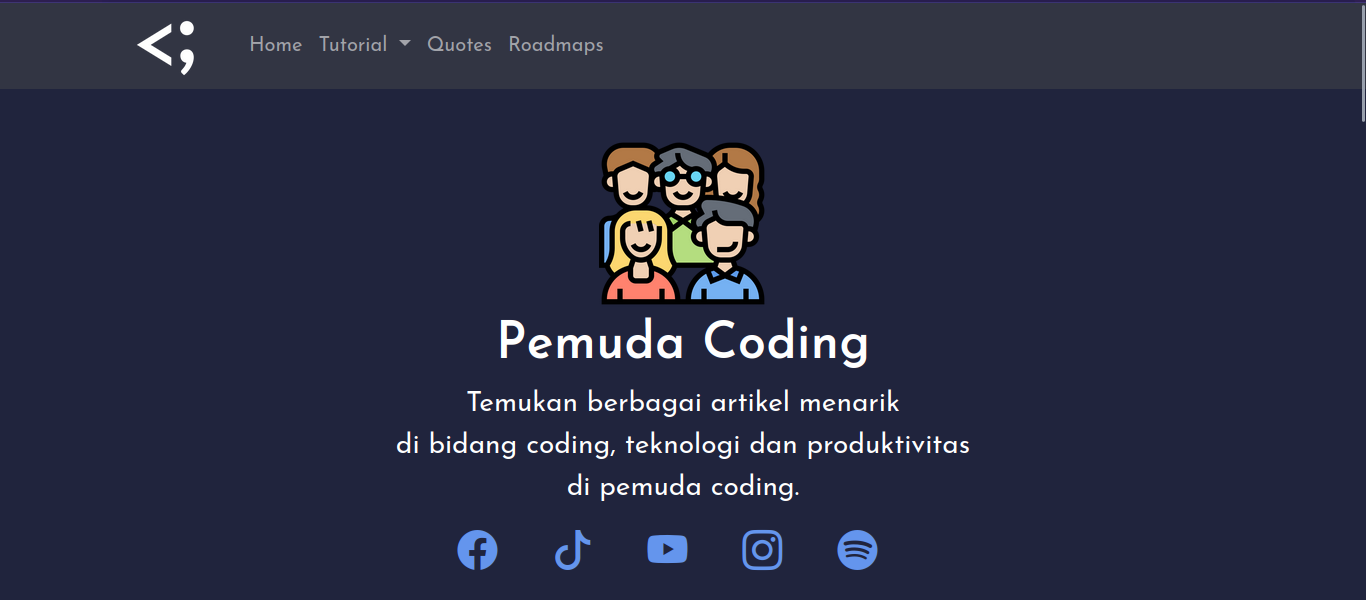 <;
Home Tutorial Quotes Roadmaps
Pemuda Coding
Temukan berbagai artikel menarik
di bidang coding, teknologi dan produktivitas
di pemuda coding.